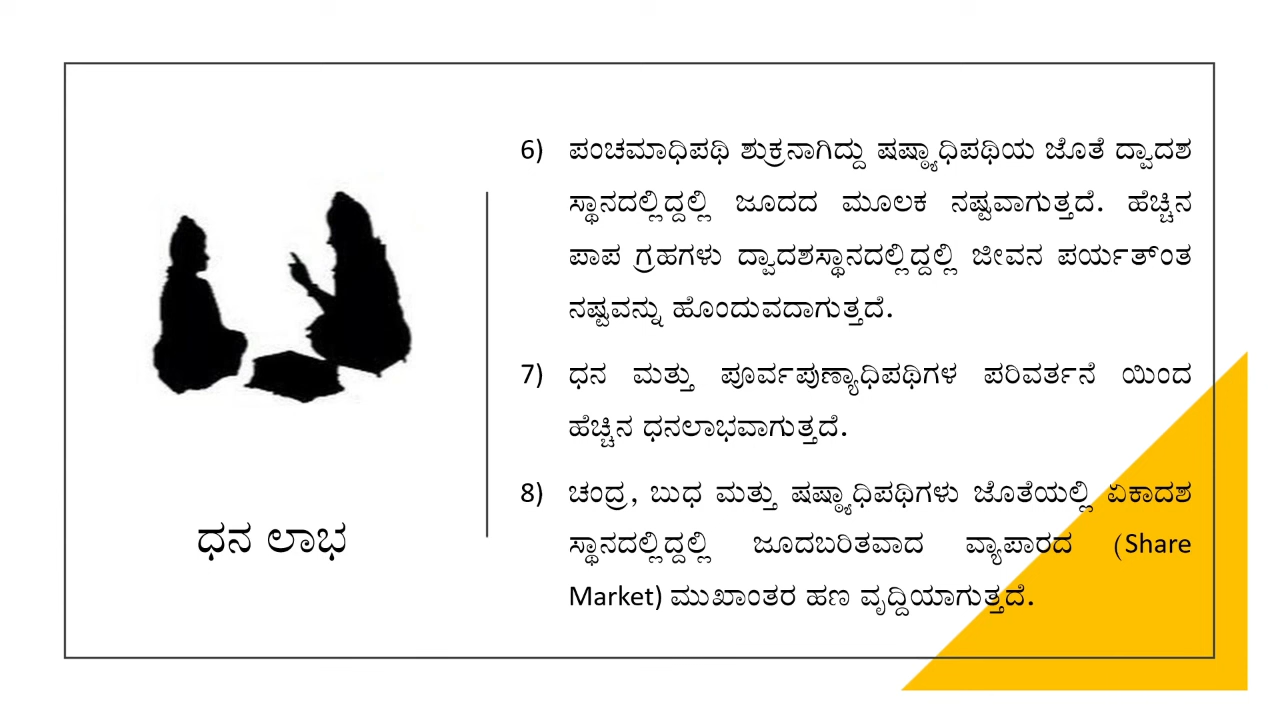 ಧನ ಲಾಭ
6) ಪಂಚಮಾಧಿಪಥಿ ಶುಕ್ರನಾಗಿದ್ದು ಷಷ್ಠ್ಯಾಧಿಪಥಿಯ ಜೊತೆ ದ್ವಾದಶ
ಸ್ಥಾನದಲ್ಲಿದ್ದಲ್ಲಿ ಜೂದದ ಮೂಲಕ ನಷ್ಟವಾಗುತ್ತದೆ. ಹೆಚ್ಚಿನ
ಪಾಪ ಗ್ರಹಗಳು ದ್ವಾದಶಸ್ಥಾನದಲ್ಲಿದ್ದಲ್ಲಿ ಜೀವನ ಪರ್ಯತ್ಂತ
ನಷ್ಟವನ್ನು ಹೊಂದುವದಾಗುತ್ತದೆ.
7) ಧನ ಮತ್ತು ಪೂರ್ವಪುಣ್ಯಾಧಿಪಥಿಗಳ ಪರಿವರ್ತನೆ ಯಿಂದ
ಹೆಚ್ಚಿನ ಧನಲಾಭವಾಗುತ್ತದೆ.
8) ಚಂದ್ರ, ಬುಧ ಮತ್ತು ಷಷ್ಠ್ಯಾಧಿಪಥಿಗಳು ಜೊತೆಯಲ್ಲಿ ಏಕಾದಶ
ಸ್ಥಾನದಲ್ಲಿದ್ದಲ್ಲಿ ಜೂದಬರಿತವಾದ ವ್ಯಾಪಾರದ (Share
Market) ಮುಖಾಂತರ ಹಣ ವೃದ್ದಿಯಾಗುತ್ತದೆ.